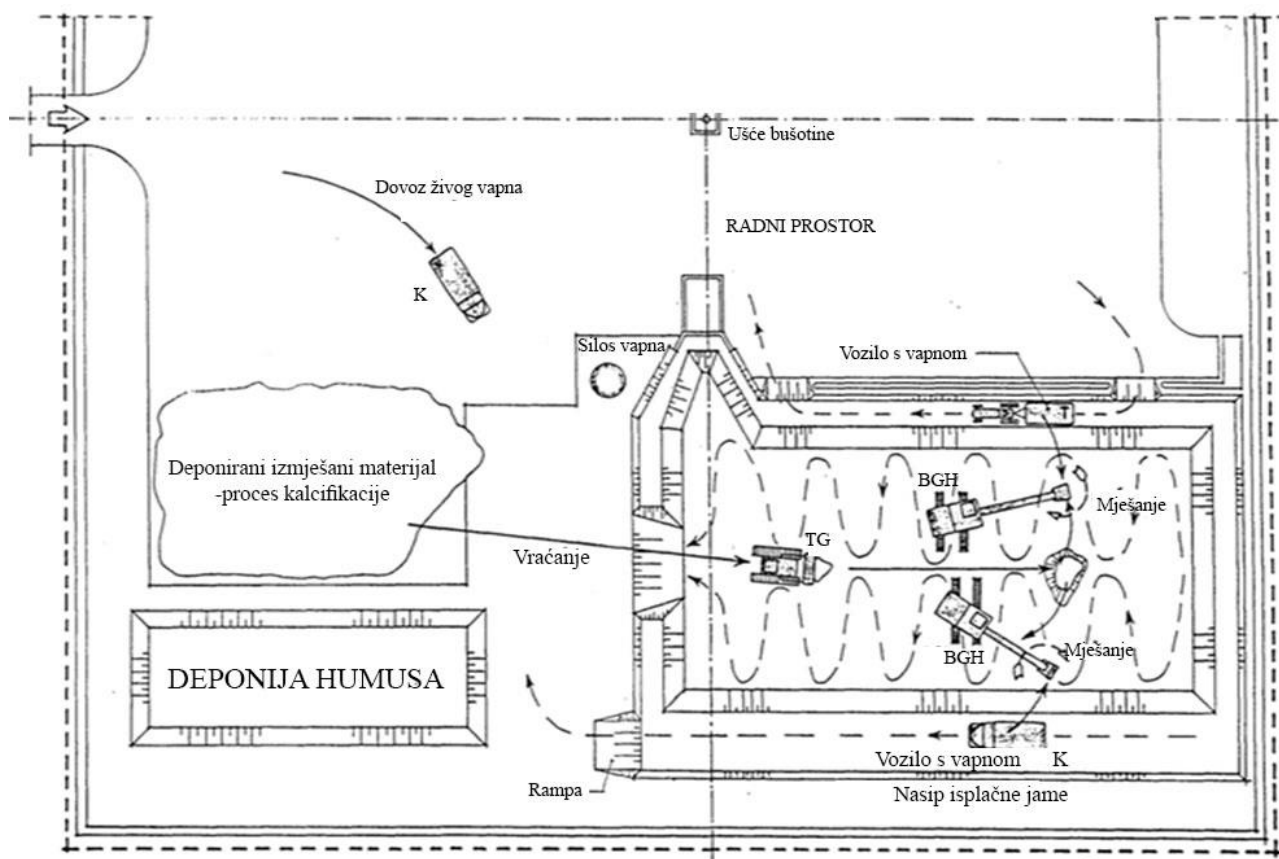 Ušće bušotine
Dovoz živog vapna
RADNI PROSTOR
K
Silos vapna
Vozilo s vapnom
T
Deponirani izmješani materijal
-proces kalcifikacije
BGH
Mješanje
TG
Vraćanje
BGH
Mješanje
DEPONIJA HUMUSA
Vozilo s vapnom
K
Rampa
Nasip isplačne jame